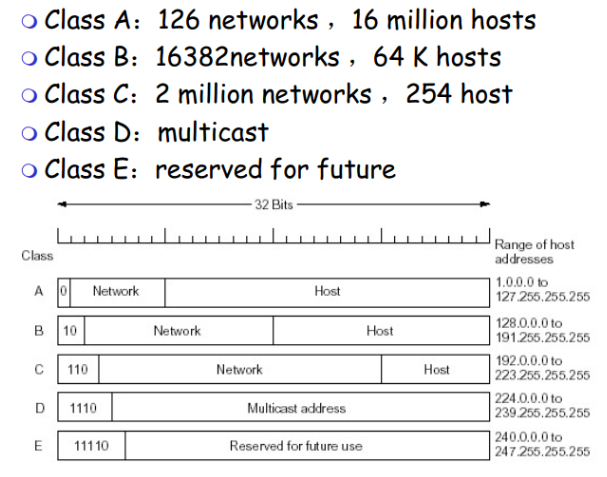 Class A：126 networks ，16 million hosts
Class B：16382networks ，64 K hosts
Class C：2 million networks ，254 host
Class D：multicast
Class E：reserved for future
32 Bits
Class
Range of host
addresses
A 0 Network Host 1.0.0.0 to
127.255.255.255
B 10 Network Host 128.0.0.0 to
191.255.255.255
C 110 Network Host 192.0.0.0 to
223.255.255.255
D 1110 Multicast address 224.0.0.0 to
239.255.255.255
E 11110 Reserved for future use 240.0.0.0 to
247.255.255.255